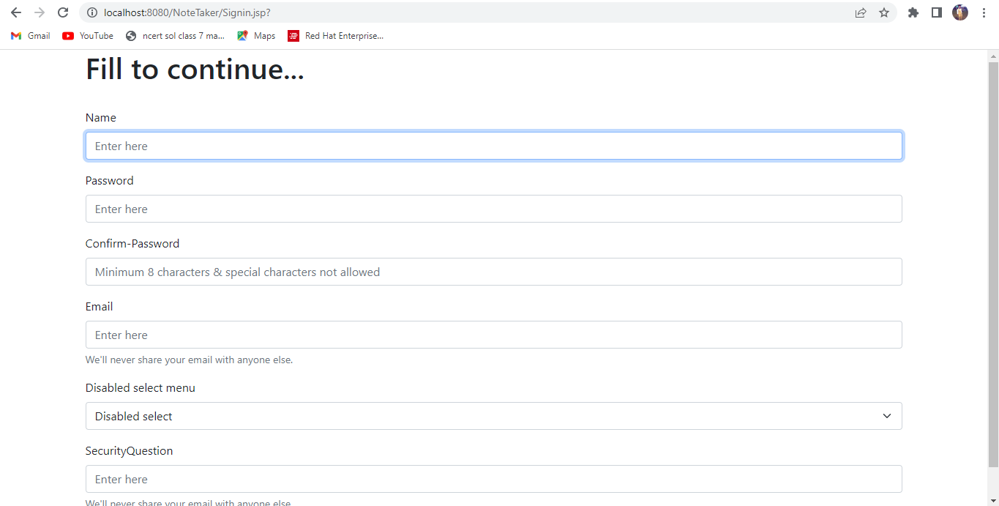 localhost:8080/NoteTaker/Signin.jsp?
Gmail YouTube ncert sol class 7 ma... Maps Red Hat Enterprise...
Fill to continue...
Name
Enter here
Password
Enter here
Confirm-Password
Minimum 8 characters & special characters not allowed
Email
Enter here
We'll never share your email with anyone else.
Disabled select menu
Disabled select
SecurityQuestion
Enter here
We'll never share your email with anyone else.